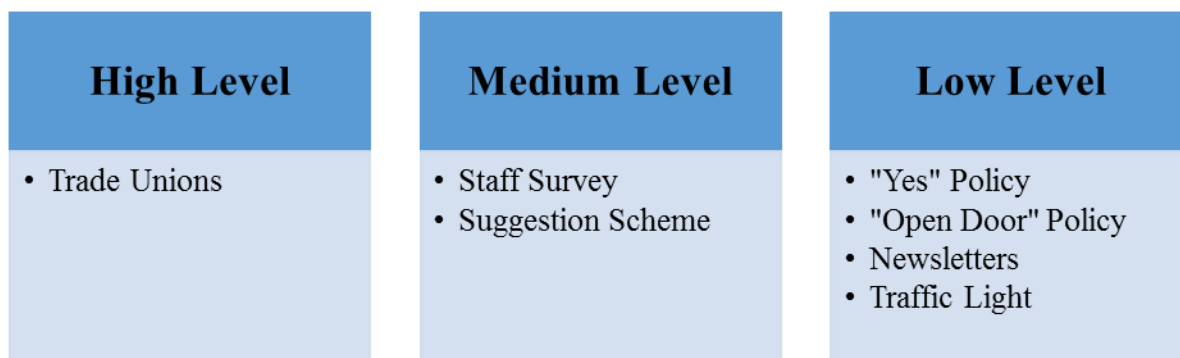 High Level
• Trade Unions
Medium Level
• Staff Survey
• Suggestion Scheme
Low Level
• "Yes" Policy
• "Open Door" Policy
• Newsletters
• Traffic Light